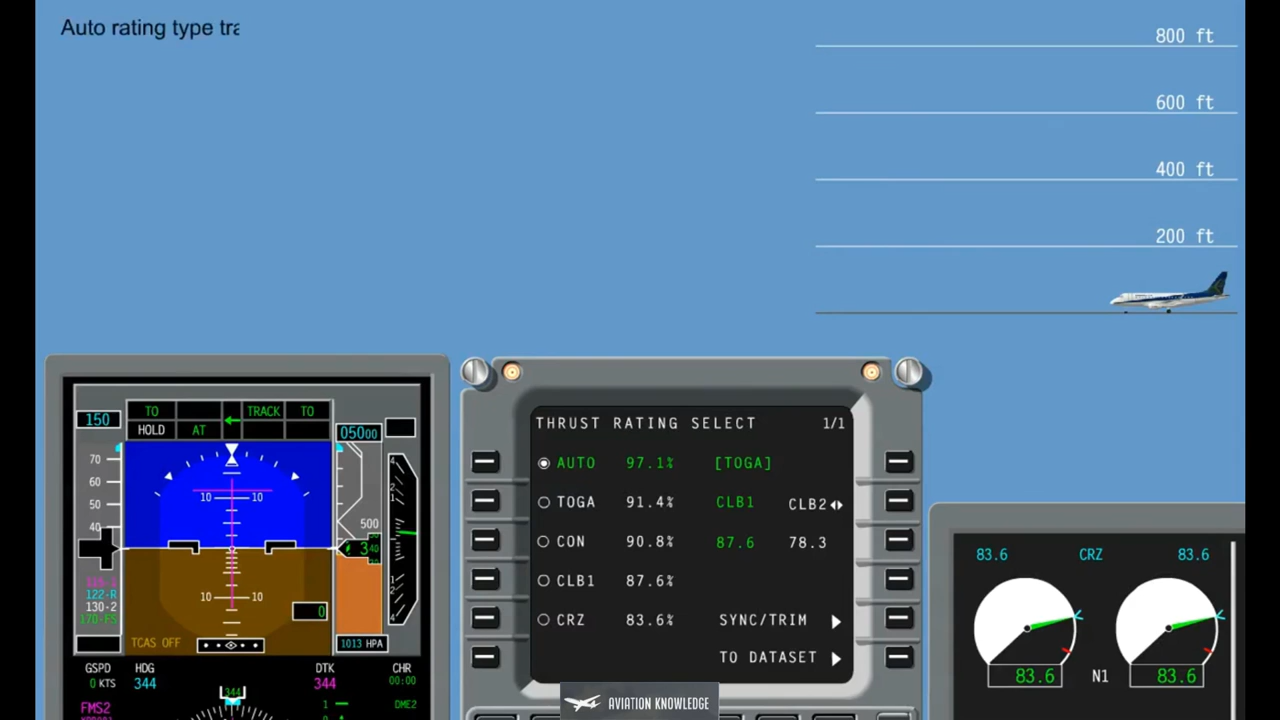 Auto rating type tra
800 ft
600 ft
400 ft
200 ft
TO TRACK TO
150 HOLD AT 05000
70
60
50
40
10 10
10 10
500
122-R
130-2
170-FS
0
TCAS OFF
1013 HPA
GSPD HDG DTK CHR
0 KTS 344 344 00:00
FMS2 344 1 DME2
THRUST RATING SELECT 1/1
AUTO 97.1% [TOGA]
TOGA 91.4% CLB1 CLB2
CON 90.8% 87.6 78.3
CLB1 87.6%
CRZ 83.6% SYNC/TRIM
TO DATASET
AVIATION KNOWLEDGE
83.6 CRZ 83.6
83.6 N1 83.6